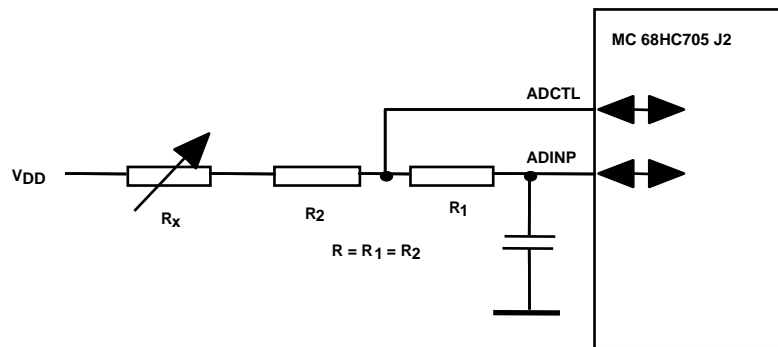 MC 68HC705 J2
ADCTL
ADINP
VDD
Rx
R2
R1
R = R1 = R2